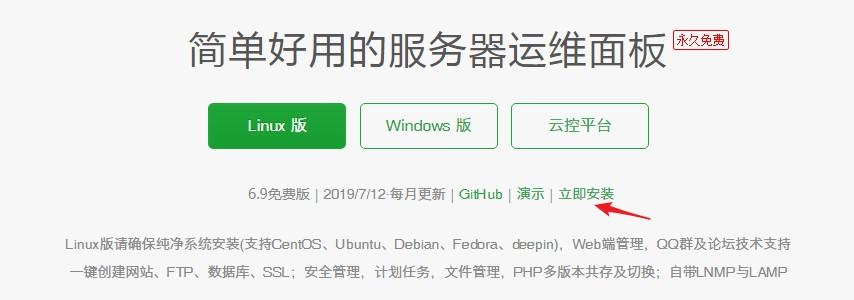 简单好用的服务器运维面板 永久免费
Linux 版 Windows 版 云控平台
6.9免费版 | 2019/7/12-每月更新 | GitHub | 演示 | 立即安装
Linux版请确保纯净系统安装(支持CentOS、Ubuntu、Debian、Fedora、deepin)，Web端管理，QQ群及论坛技术支持
一键创建网站、FTP、数据库、SSL；安全管理，计划任务，文件管理，PHP多版本共存及切换；自带LNMP与LAMP